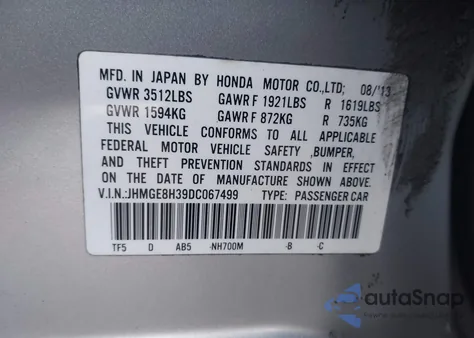 MFD. IN JAPAN BY HONDA MOTOR CO.,LTD; 08/'13
GVWR 3512LBS GAWR F 1921LBS R 1619LBS
GVWR 1594KG GAWR F 872KG R 735KG
THIS VEHICLE CONFORMS TO ALL APPLICABLE
FEDERAL MOTOR VEHICLE SAFETY ,BUMPER,
AND THEFT PREVENTION STANDARDS IN EFFECT
ON THE DATE OF MANUFACTURE SHOWN ABOVE.
V.I.N.:JHMGE8H39DC067499 TYPE: PASSENGER CAR
TF5 D AB5 -NH700M -B -C
autaSnap